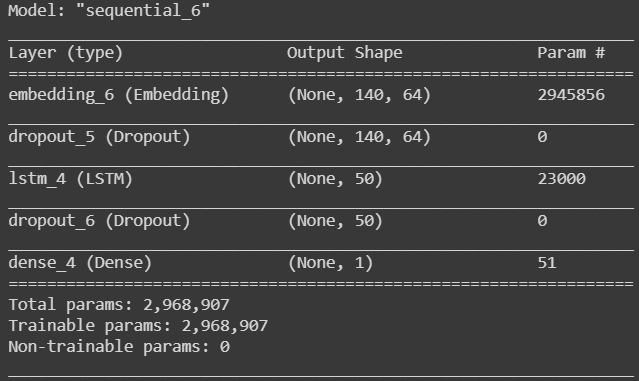 Model: "sequential_6"
Layer (type) Output Shape Param #
embedding_6 (Embedding) (None, 140, 64) 2945856
dropout_5 (Dropout) (None, 140, 64) 0
lstm_4 (LSTM) (None, 50) 23000
dropout_6 (Dropout) (None, 50) 0
dense_4 (Dense) (None, 1) 51
Total params: 2,968,907
Trainable params: 2,968,907
Non-trainable params: 0